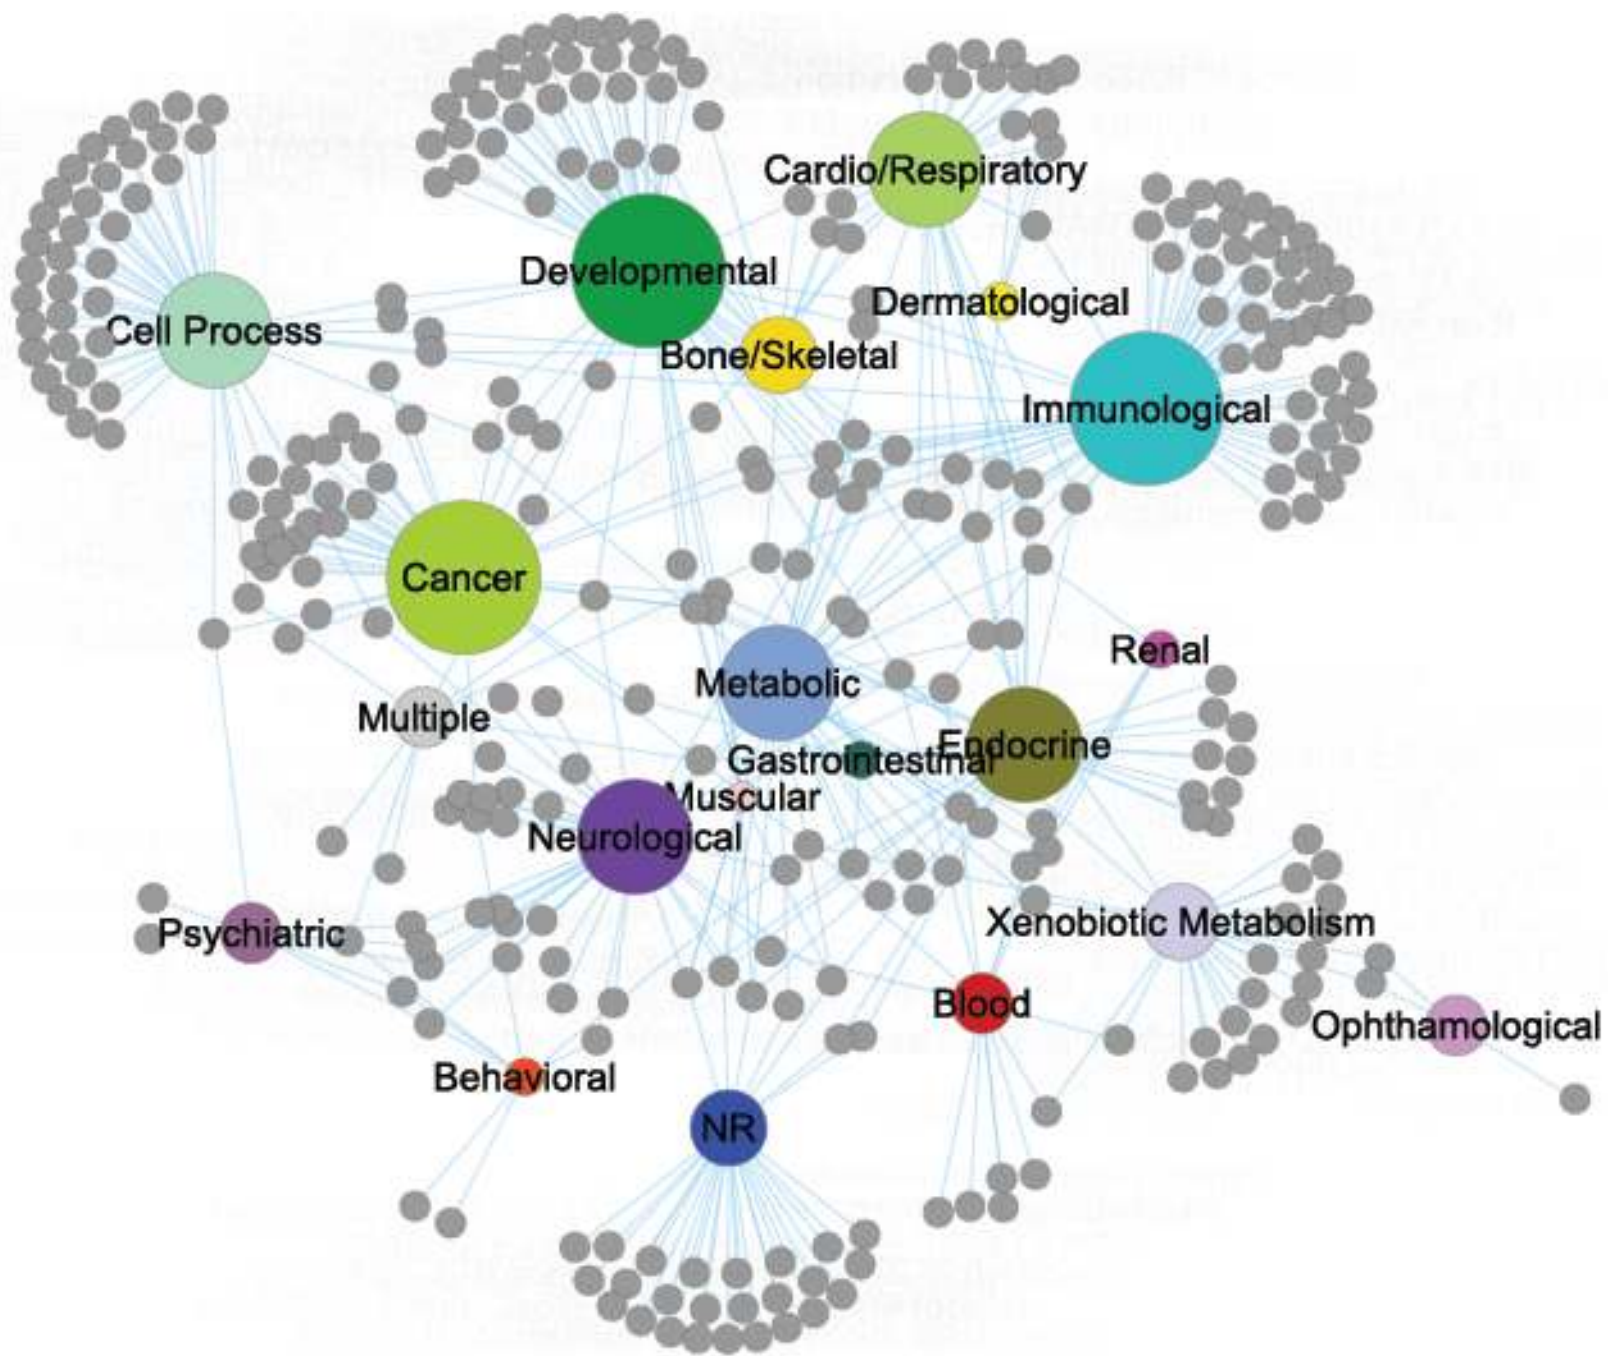 Cardio/Respiratory
Developmental
Dermatological
Cell Process
Bone/Skeletal
Immunological
Cancer
Renal
Metabolic
Multiple
Endocrine
Gastrointestinal
Muscular
Neurological
Xenobiotic Metabolism
Psychiatric
Blood
Ophthamological
Behavioral
NR